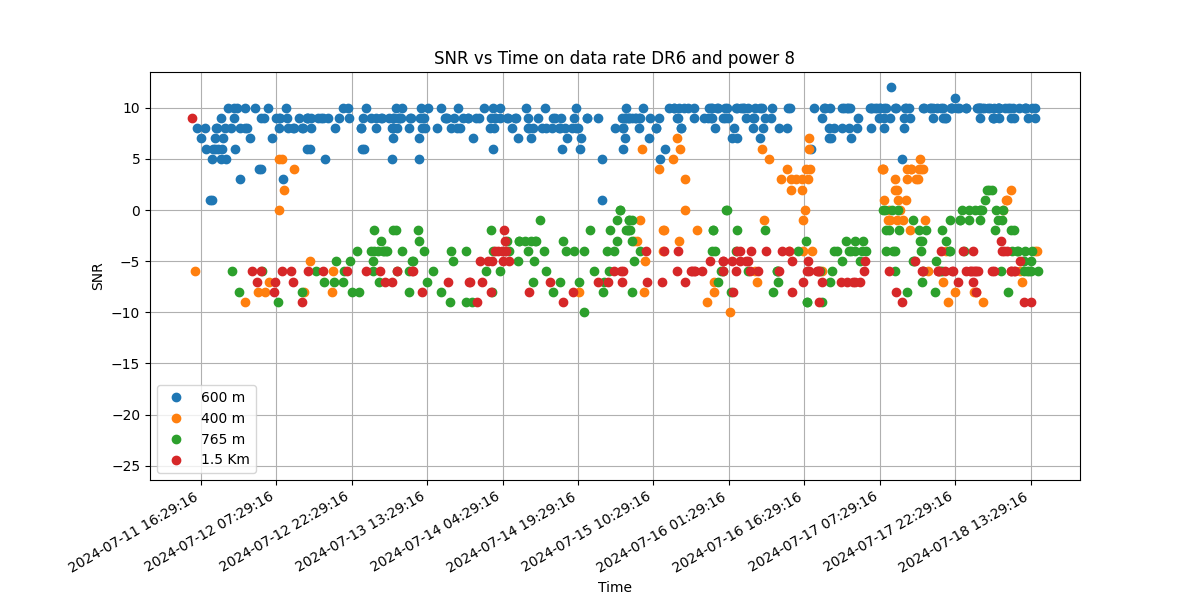 SNR vs Time on data rate DR6 and power 8
SNR
10
5
0
−5
−10
−15
−20
−25
600 m
400 m
765 m
1.5 Km
2024-07-11 16:29:16
2024-07-12 07:29:16
2024-07-12 22:29:16
2024-07-13 13:29:16
2024-07-14 04:29:16
2024-07-14 19:29:16
2024-07-15 10:29:16
2024-07-16 01:29:16
2024-07-16 16:29:16
2024-07-17 07:29:16
2024-07-17 22:29:16
2024-07-18 13:29:16
Time